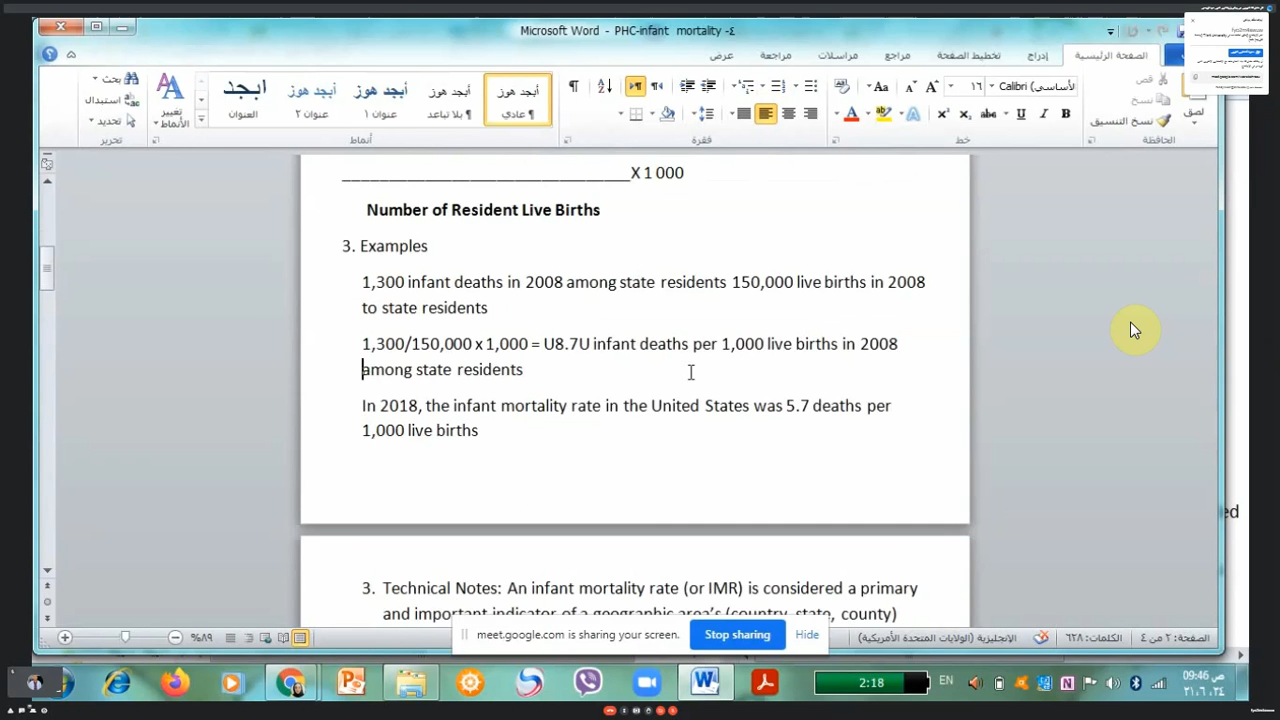 Microsoft Word - PHC-infant mortality -٤
الصفحة الرئيسية
إدراج
تخطيط الصفحة
مراجع
مراسلات
مراجعة
عرض
قص
نسخ
نسخ التنسيق
لصق
الحافظة
Calibri (الأساسي)
١٦
خط
فقرة
أبجد هوز
¶ عادي
أبجد هوز
¶ بلا تباعد
أبجد هوز
عنوان ١
أبجد هوز
عنوان ٢
أبجد
العنوان
تغيير الأنماط
أنماط
بحث
استبدال
تحديد
تحرير
X 1 000
Number of Resident Live Births
3. Examples
1,300 infant deaths in 2008 among state residents 150,000 live births in 2008
to state residents
1,300/150,000 x 1,000 = U8.7U infant deaths per 1,000 live births in 2008
among state residents
In 2018, the infant mortality rate in the United States was 5.7 deaths per
1,000 live births
3. Technical Notes: An infant mortality rate (or IMR) is considered a primary
and important indicator of a geographic area's (country, state, county)
meet.google.com is sharing your screen.
Stop sharing
Hide
الصفحة: ٢ من ٤
الكلمات: ٦٢٨
الإنجليزية (الولايات المتحدة الأمريكية)
٨٩%
2:18
EN
09:46 ص